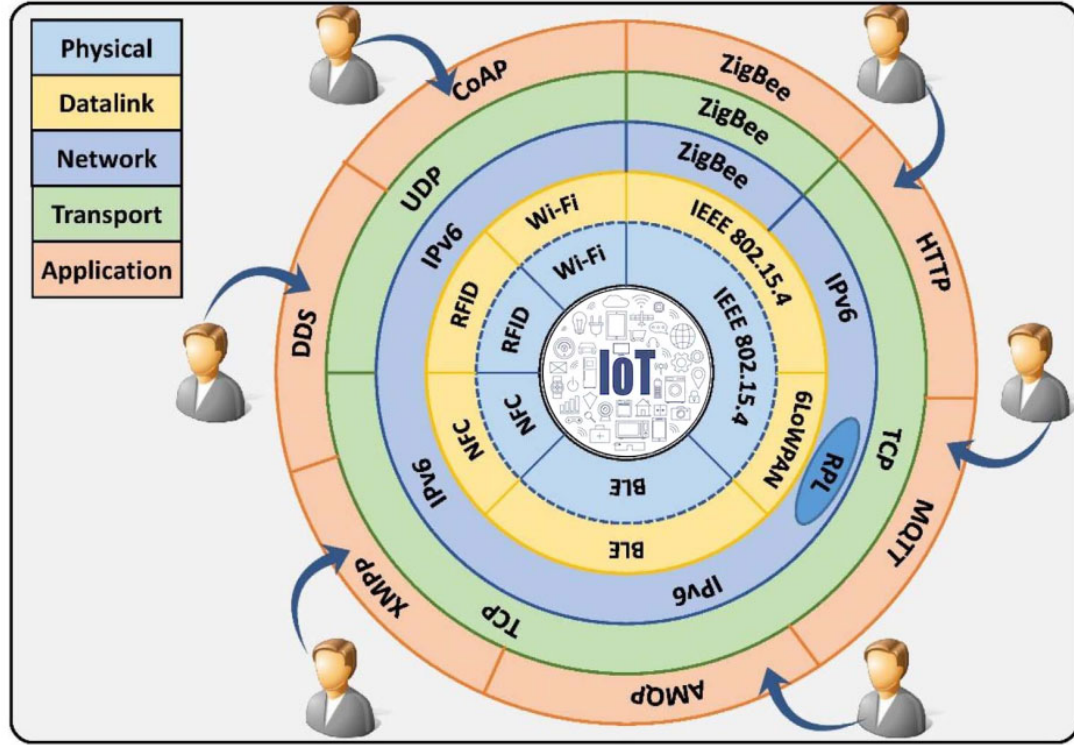 Physical
Datalink
Network
Transport
Application
CoAP
ZigBee
HTTP
MQTT
AMQP
XMPP
DDS
UDP
ZigBee
TCP
TCP
IPv6
ZigBee
IPv6
IPv6
IPv6
RPL
Wi-Fi
IEEE 802.15.4
6LoWPAN
BLE
NFC
RFID
Wi-Fi
IEEE 802.15.4
BLE
NFC
RFID
IoT